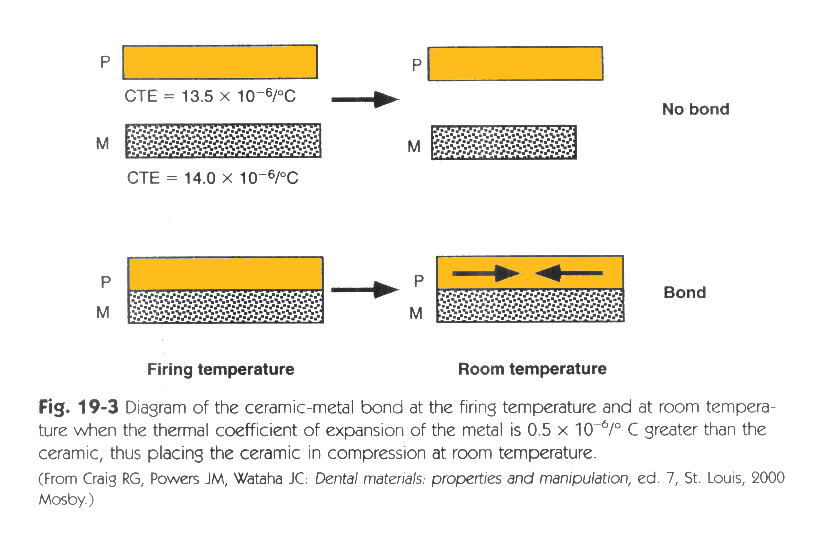 P
P
CTE = 13.5 × 10⁻⁶/°C
No bond
M
M
CTE = 14.0 × 10⁻⁶/°C
P
P
Bond
M
M
Firing temperature
Room temperature
Fig. 19-3 Diagram of the ceramic-metal bond at the firing temperature and at room tempera-
ture when the thermal coefficient of expansion of the metal is 0.5 × 10⁻⁶/° C greater than the
ceramic, thus placing the ceramic in compression at room temperature.
(From Craig RG, Powers JM, Wataha JC: Dental materials: properties and manipulation, ed. 7, St. Louis, 2000
Mosby.)